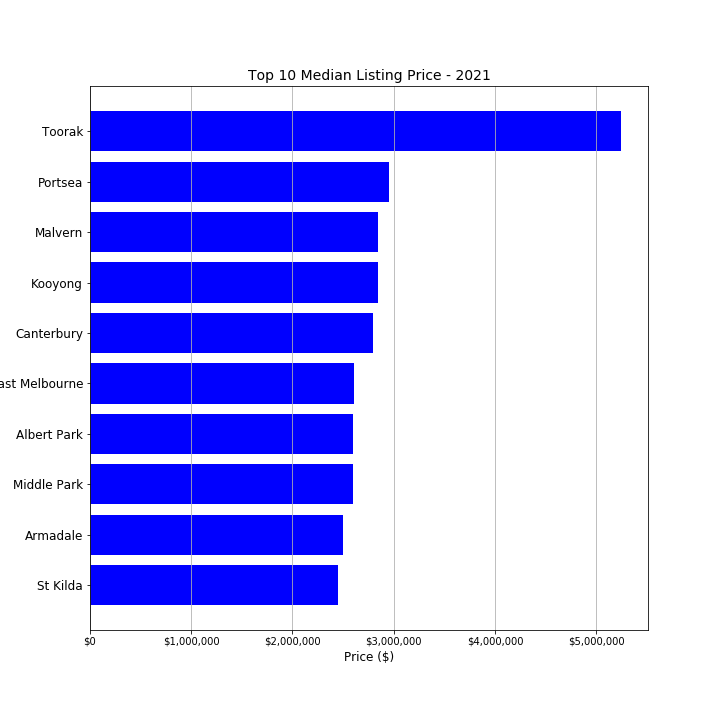 Top 10 Median Listing Price - 2021
Toorak
Portsea
Malvern
Kooyong
Canterbury
ast Melbourne
Albert Park
Middle Park
Armadale
St Kilda
$0 $1,000,000 $2,000,000 $3,000,000 $4,000,000 $5,000,000
Price ($)